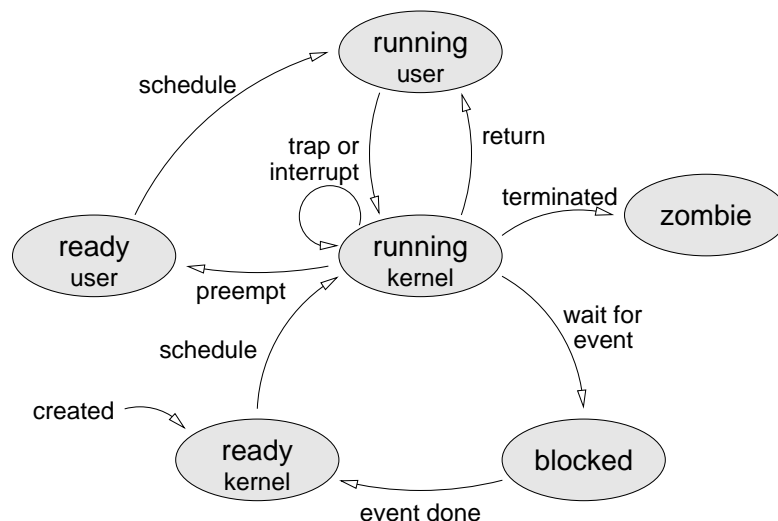 running
user
schedule
return
trap or
interrupt
terminated
zombie
ready
user
running
kernel
preempt
wait for
event
schedule
created
ready
kernel
blocked
event done